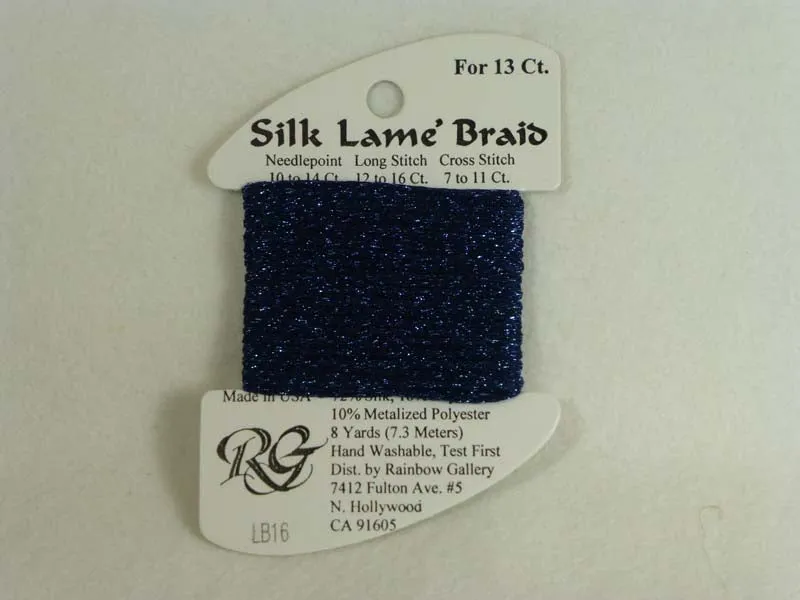 For 13 Ct.
Silk Lame' Braid
Needlepoint Long Stitch Cross Stitch
10 to 14 Ct. 12 to 16 Ct. 7 to 11 Ct.
Made in USA 72% Silk,
10% Metalized Polyester
8 Yards (7.3 Meters)
Hand Washable, Test First
Dist. by Rainbow Gallery
7412 Fulton Ave. #5
N. Hollywood
CA 91605
RG
LB16